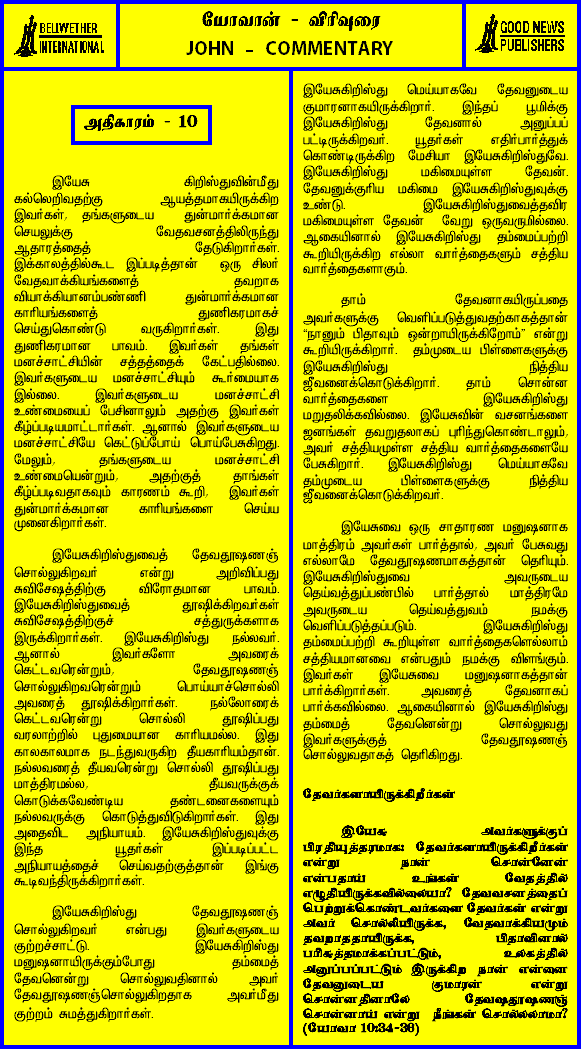 BELWETHER
INTERNATIONAL
யோவான் - விரிவுரை
JOHN - COMMENTARY
GOOD NEWS
PUBLISHERS
அதிகாரம் - 10
இயேசு கிறிஸ்துவின்மீது
கல்லெறிவதற்கு ஆயத்தமாகயிருக்கிற
இவர்கள், தங்களுடைய துன்மார்க்கமான
செயலுக்கு வேதவசனத்திலிருந்து
ஆதாரத்தைத் தேடுகிறார்கள்.
இக்காலத்தில்கூட இப்படித்தான் ஒரு சிலர்
வேதவாக்கியங்களைத் தவறாக
வியாக்கியானம்பண்ணி துன்மார்க்கமான
காரியங்களைத் துணிகரமாகச்
செய்துகொண்டு வருகிறார்கள். இது
துணிகரமான பாவம். இவர்கள் தங்கள்
மனச்சாட்சியின் சத்தத்தைக் கேட்பதில்லை.
இவர்களுடைய மனச்சாட்சியும் கூர்மையாக
இல்லை. இவர்களுடைய மனச்சாட்சி
உண்மையைப் பேசினாலும் அதற்கு இவர்கள்
கீழ்ப்படியமாட்டார்கள். ஆனால் இவர்களுடைய
மனச்சாட்சியே கெட்டுப்போய் பொய்பேசுகிறது.
மேலும், தங்களுடைய மனச்சாட்சி
உண்மையென்றும், அதற்குத் தாங்கள்
கீழ்ப்படிவதாகவும் காரணம் கூறி, இவர்கள்
துன்மார்க்கமான காரியங்களை செய்ய
முனைகிறார்கள்.
இயேசுகிறிஸ்துவைத் தேவதூஷணஞ்
சொல்லுகிறவர் என்று அறிவிப்பது
சுவிசேஷத்திற்கு விரோதமான பாவம்.
இயேசுகிறிஸ்துவைத் தூஷிக்கிறவர்கள்
சுவிசேஷத்திற்குச் சத்துருக்களாக
இருக்கிறார்கள். இயேசுகிறிஸ்து நல்லவர்.
ஆனால் இவர்களோ அவரைக்
கெட்டவரென்றும், தேவதூஷணஞ்
சொல்லுகிறவரென்றும் பொய்யாய்சொல்லி
அவரைத் தூஷிக்கிறார்கள். நல்லோரைக்
கெட்டவரென்று சொல்லி தூஷிப்பது
வரலாற்றில் புதுமையான காரியமல்ல. இது
காலகாலமாக நடந்துவருகிற தீயகாரியம்தான்.
நல்லவரைத் தீயவரென்று சொல்லி தூஷிப்பது
மாத்திரமல்ல, தீயவருக்குக்
கொடுக்கவேண்டிய தண்டனைகளையும்
நல்லவருக்கு கொடுத்துவிடுகிறார்கள். இது
அதைவிட அநியாயம். இயேசுகிறிஸ்துவுக்கு
இந்த யூதர்கள் இப்படிப்பட்ட
அநியாயத்தைச் செய்வதற்குத்தான் இங்கு
கூடிவந்திருக்கிறார்கள்.
இயேசுகிறிஸ்து தேவதூஷணஞ்
சொல்லுகிறவர் என்பது இவர்களுடைய
குற்றச்சாட்டு. இயேசுகிறிஸ்து
மனுஷனாயிருக்கும்போது தம்மைத்
தேவனென்று சொல்லுவதினால் அவர்
தேவதூஷணஞ்சொல்லுகிறதாக அவர்மீது
குற்றம் சுமத்துகிறார்கள்.
இயேசுகிறிஸ்து மெய்யாகவே தேவனுடைய
குமாரனாகயிருக்கிறார். இந்தப் பூமிக்கு
இயேசுகிறிஸ்து தேவனால் அனுப்பப்
பட்டிருக்கிறவர். யூதர்கள் எதிர்பார்த்துக்
கொண்டிருக்கிற மேசியா இயேசுகிறிஸ்துவே.
இயேசுகிறிஸ்து மகிமையுள்ள தேவன்.
தேவனுக்குரிய மகிமை இயேசுகிறிஸ்துவுக்கு
உண்டு. இயேசுகிறிஸ்துவைத்தவிர
மகிமையுள்ள தேவன் வேறு ஒருவருமில்லை.
ஆகையினால் இயேசுகிறிஸ்து தம்மைப்பற்றி
கூறியிருக்கிற எல்லா வார்த்தைகளும் சத்திய
வார்த்தைகளாகும்.
தாம் தேவனாகயிருப்பதை
அவர்களுக்கு வெளிப்படுத்துவதற்காகத்தான்
“நானும் பிதாவும் ஒன்றாயிருக்கிறோம்” என்று
கூறியிருக்கிறார். தம்முடைய பிள்ளைகளுக்கு
இயேசுகிறிஸ்து நித்திய
ஜீவனைக்கொடுக்கிறார். தாம் சொன்ன
வார்த்தைகளை இயேசுகிறிஸ்து
மறுதலிக்கவில்லை. இயேசுவின் வசனங்களை
ஜனங்கள் தவறுதலாகப் புரிந்துகொண்டாலும்,
அவர் சத்தியமுள்ள சத்திய வார்த்தைகளையே
பேசுகிறார். இயேசுகிறிஸ்து மெய்யாகவே
தம்முடைய பிள்ளைகளுக்கு நித்திய
ஜீவனைக்கொடுக்கிறவர்.
இயேசுவை ஒரு சாதாரண மனுஷனாக
மாத்திரம் அவர்கள் பார்த்தால், அவர் பேசுவது
எல்லாமே தேவதூஷணமாகத்தான் தெரியும்.
இயேசுகிறிஸ்துவை அவருடைய
தெய்வத்துப்பண்பில் பார்த்தால் மாத்திரமே
அவருடைய தெய்வத்துவம் நமக்கு
வெளிப்படுத்தப்படும். இயேசுகிறிஸ்து
தம்மைப்பற்றி கூறியுள்ள வார்த்தைகளெல்லாம்
சத்தியமானவை என்பதும் நமக்கு விளங்கும்.
இவர்கள் இயேசுவை மனுஷனாகத்தான்
பார்க்கிறார்கள். அவரைத் தேவனாகப்
பார்க்கவில்லை. ஆகையினால் இயேசுகிறிஸ்து
தம்மைத் தேவனென்று சொல்லுவது
இவர்களுக்குத் தேவதூஷணஞ்
சொல்லுவதாகத் தெரிகிறது.
தேவர்களாயிருக்கிறீர்கள்
இயேசு அவர்களுக்குப்
பிரதியுத்தரமாக: தேவர்களாயிருக்கிறீர்கள்
என்று நான் சொன்னேன்
என்பதாய் உங்கள் வேதத்தில்
எழுதியிருக்கவில்லையா? தேவவசனத்தைப்
பெற்றுக்கொண்டவர்களை தேவர்கள் என்று
அவர் சொல்லியிருக்க, வேதவாக்கியமும்
தவறாததாயிருக்க, பிதாவினால்
பரிசுத்தமாக்கப்பட்டும், உலகத்தில்
அனுப்பப்பட்டும் இருக்கிற நான் என்னை
தேவனுடைய குமாரன் என்று
சொன்னதினாலே தேவஷதூஷணஞ்
சொன்னாய் என்று நீங்கள் சொல்லலாமா?
(யோவா 10:34-36)